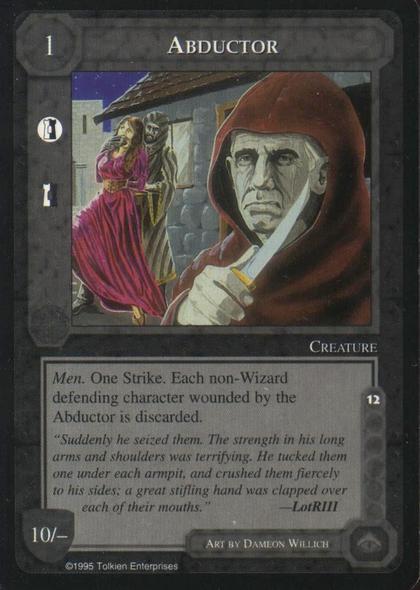 1
ABDUCTOR
CREATURE
Men. One Strike. Each non-Wizard
defending character wounded by the
Abductor is discarded.
12
“Suddenly he seized them. The strength in his long
arms and shoulders was terrifying. He tucked them
one under each armpit, and crushed them fiercely
to his sides; a great stifling hand was clapped over
each of their mouths.” —LotRIII
10/–
ART BY DAMEON WILLICH
©1995 Tolkien Enterprises